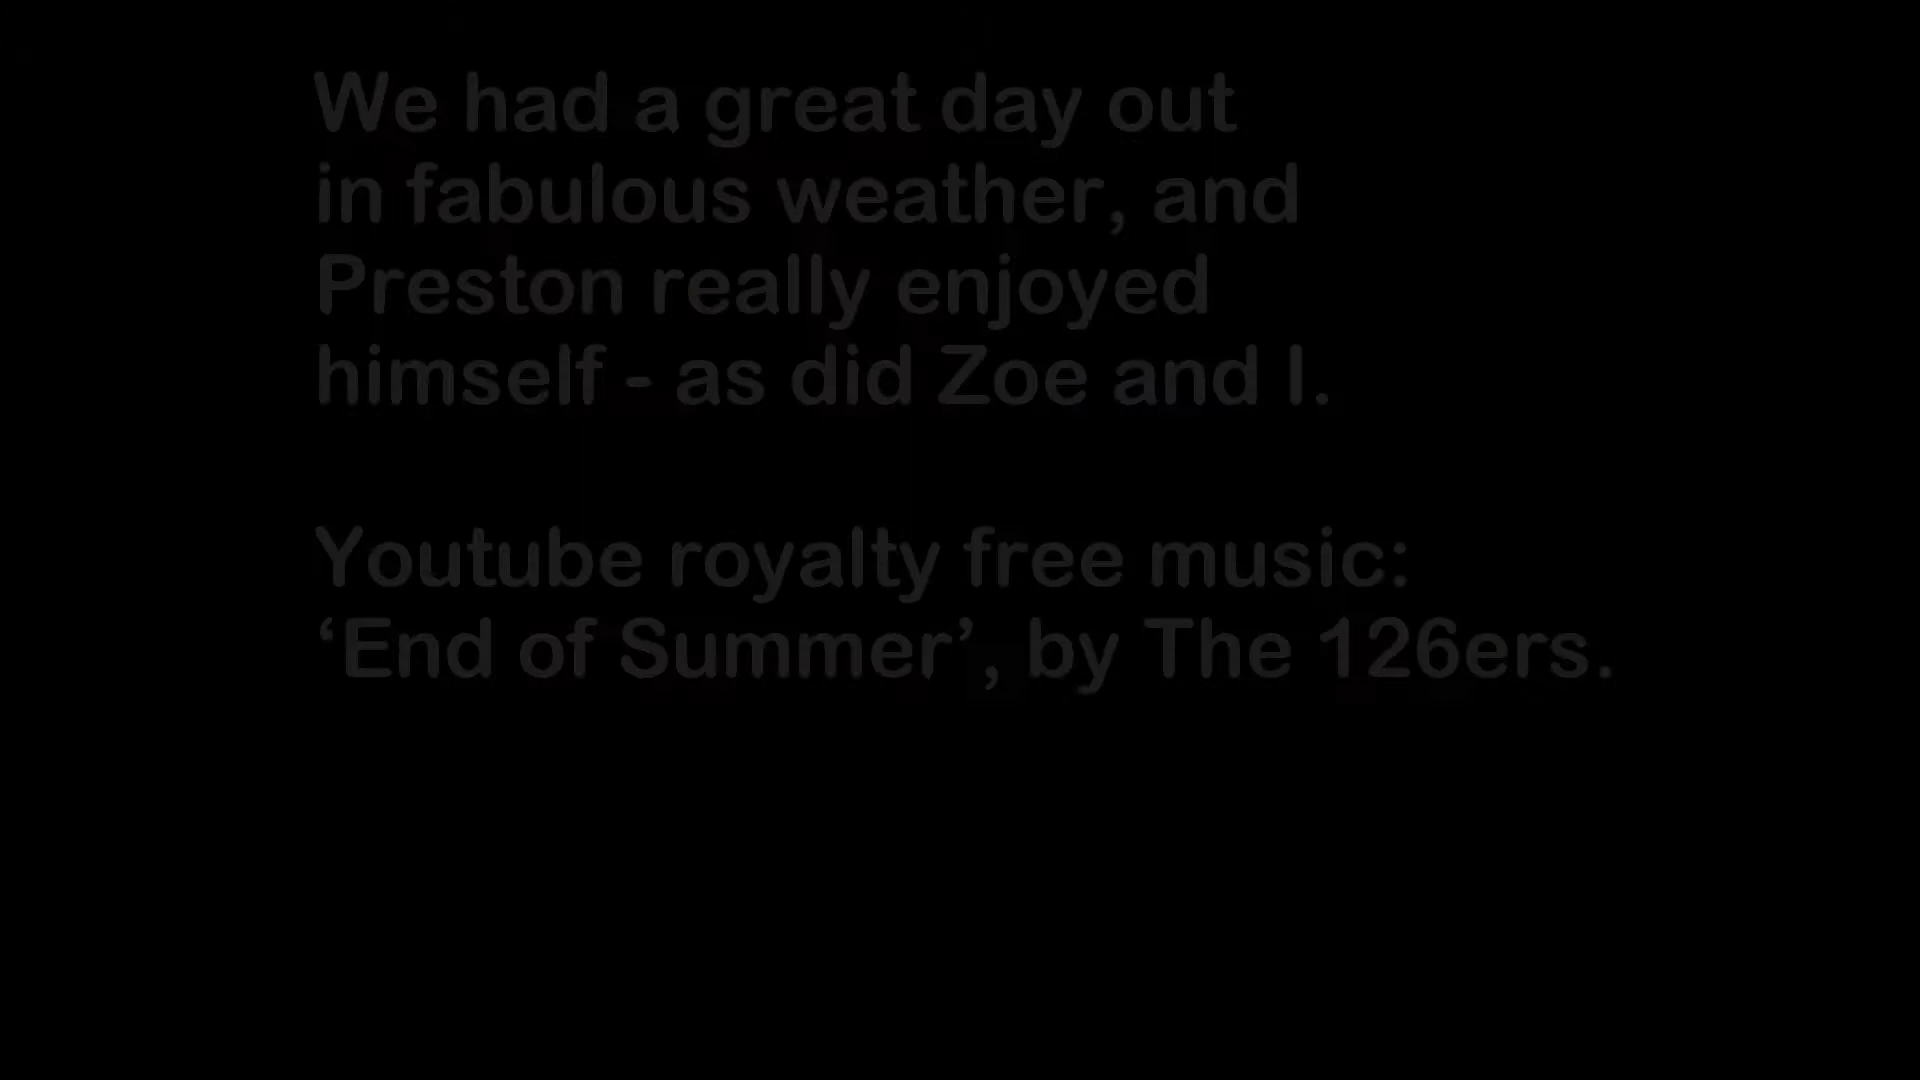 We had a great day out
in fabulous weather, and
Preston really enjoyed
himself - as did Zoe and I.
Youtube royalty free music:
‘End of Summer’, by The 126ers.